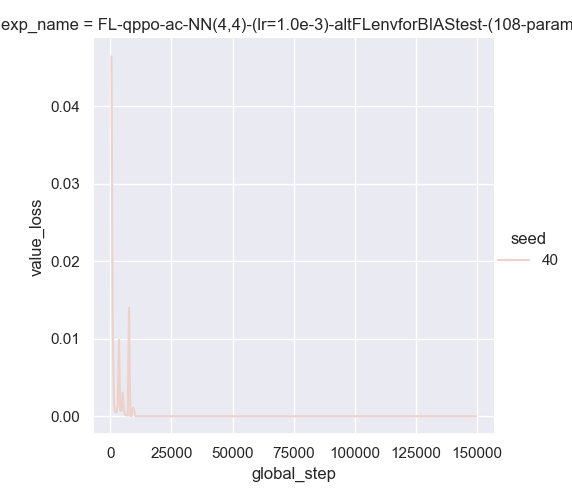 exp_name = FL-qppo-ac-NN(4,4)-(lr=1.0e-3)-altFLenvforBIAStest-(108-param
0.04
0.03
0.02
0.01
0.00
value_loss
0 25000 50000 75000 100000 125000 150000
global_step
seed
40